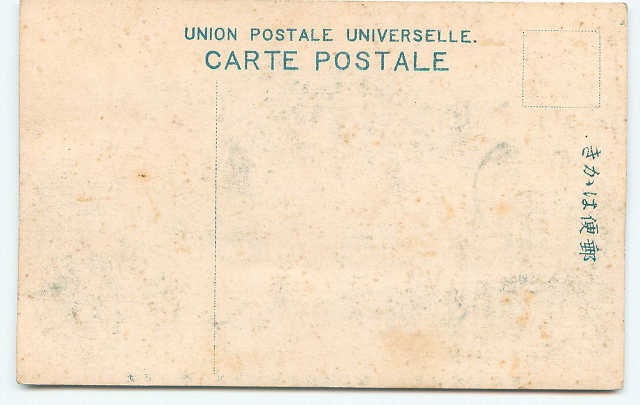 UNION POSTALE UNIVERSELLE.
CARTE POSTALE
郵便はかき